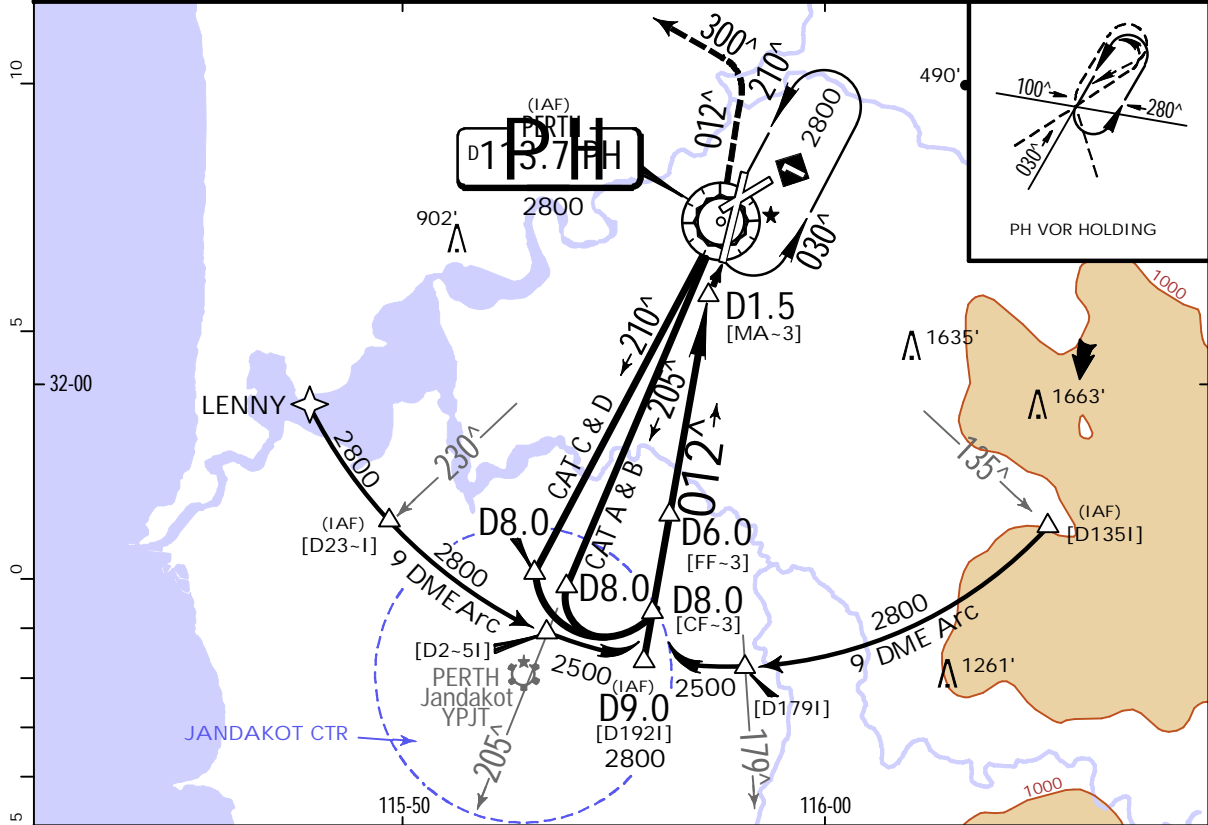 300^
210^
10
490'
(IAF)
PERTH
PH
D113.7 PH
2800
012^
2800
100^
280^
030^
PH VOR HOLDING
902'
030^
1000
D1.5
[MA~3]
5
210^
1635'
32-00
LENNY
205^
1663'
2800
230^
CAT C & D
012^
135^
CAT A & B
(IAF)
[D23~I]
D8.0
D6.0
[FF~3]
(IAF)
[D135I]
2800
9 DME Arc
0
D8.0
D8.0
[CF~3]
2800
9 DME Arc
[D2~5I]
2500
2500
1261'
PERTH
Jandakot
YPJT
(IAF)
D9.0
[D192I]
2800
[D179I]
JANDAKOT CTR
205^
179^
1000
115-50
116-00
5